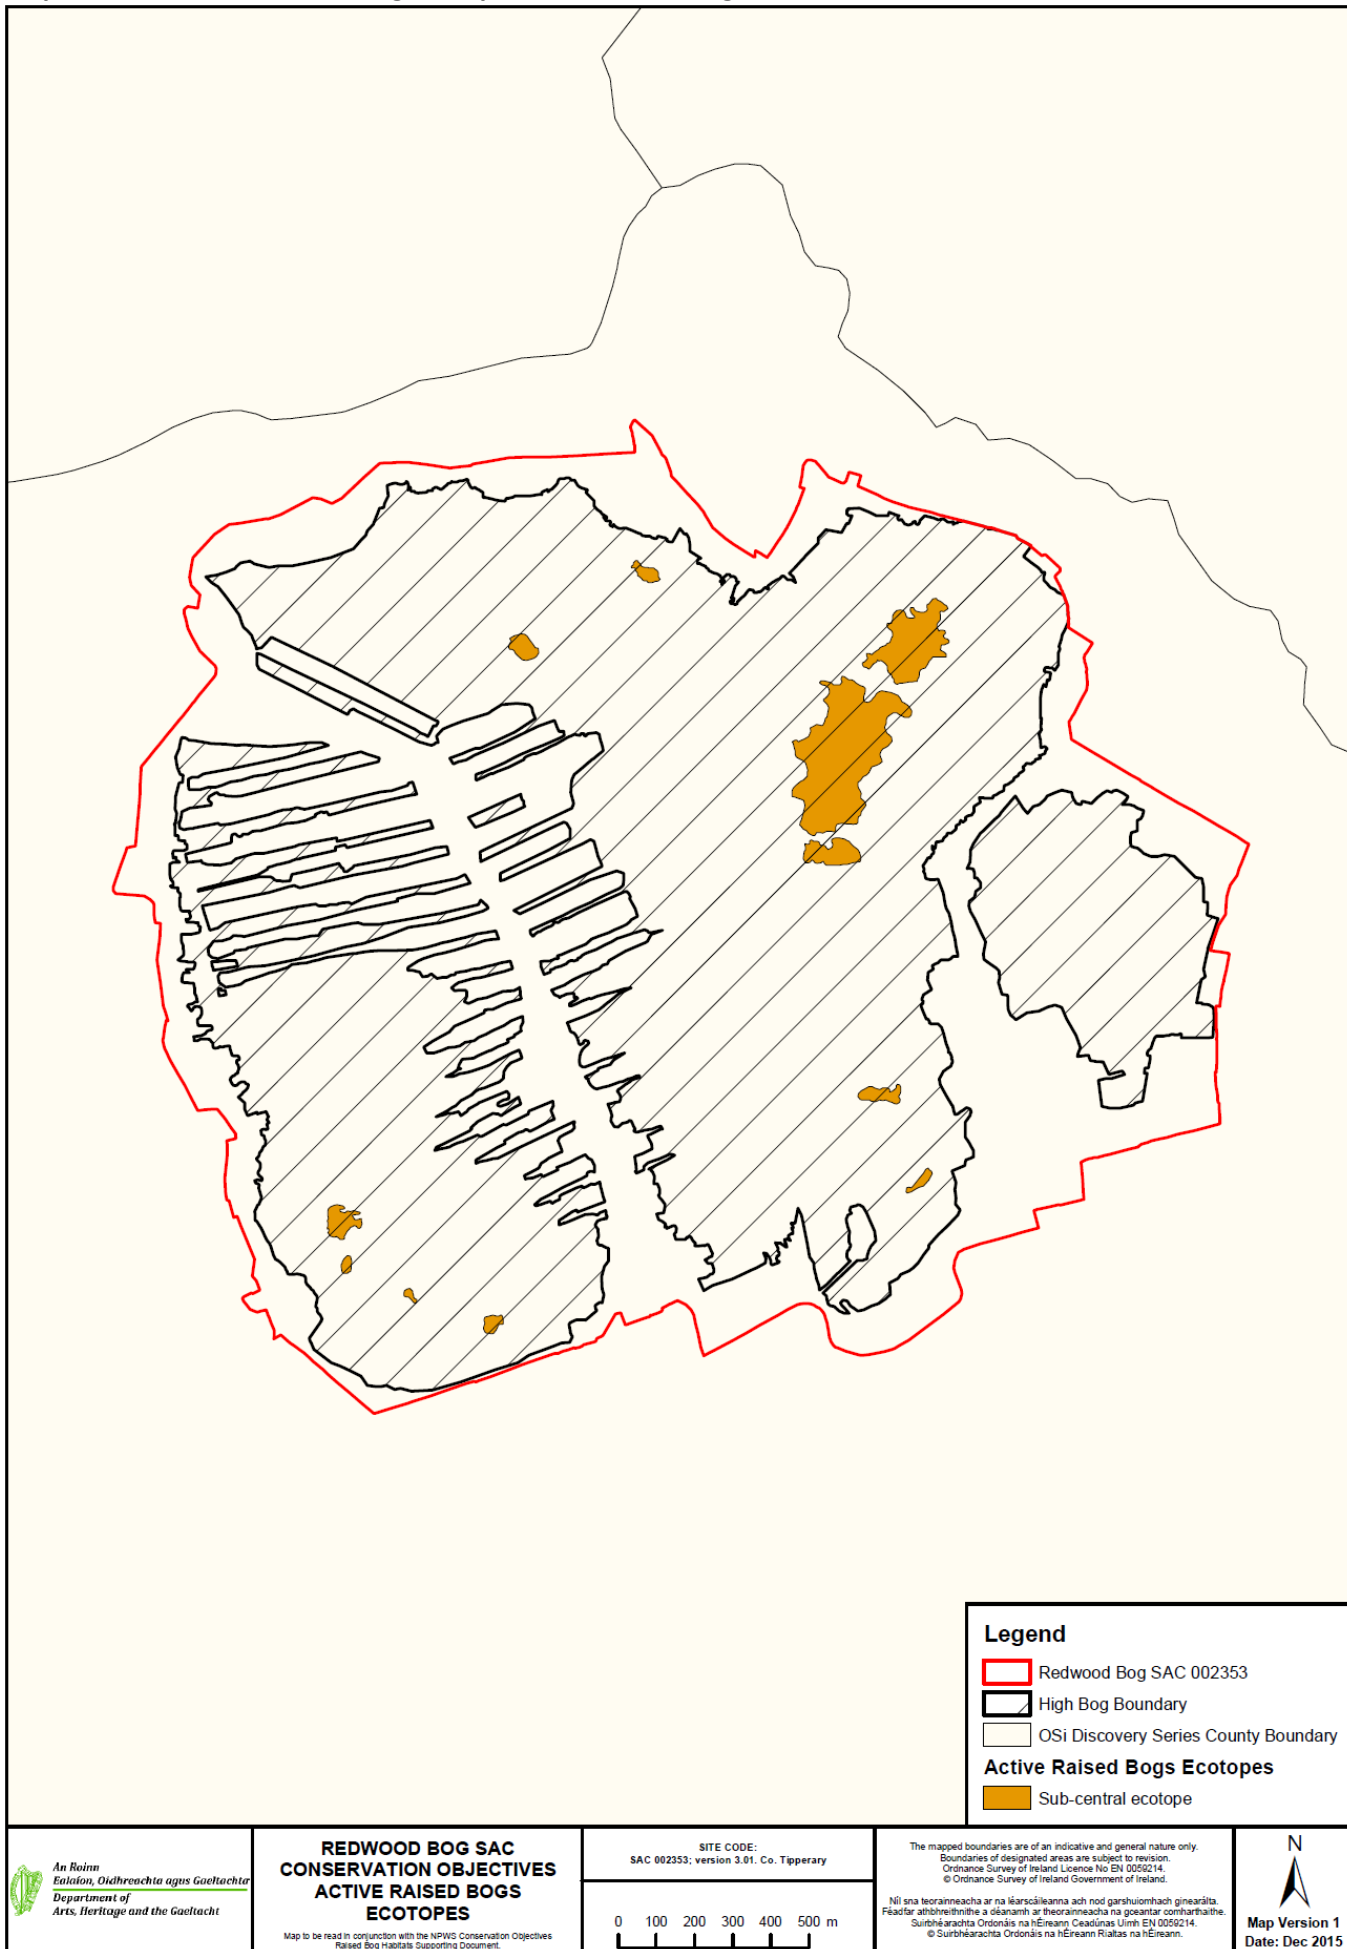 Legend
Redwood Bog SAC 002353
High Bog Boundary
OSi Discovery Series County Boundary
Active Raised Bogs Ecotopes
Sub-central ecotope
An Roinn
Ealaíon, Oidhreachta agus Gaeltachta
Department of
Arts, Heritage and the Gaeltacht
REDWOOD BOG SAC
CONSERVATION OBJECTIVES
ACTIVE RAISED BOGS
ECOTOPES
Map to be read in conjunction with the NPWS Conservation Objectives
Raised Bog Habitats Supporting Document.
SITE CODE:
SAC 002353; version 3.01. Co. Tipperary
0 100 200 300 400 500 m
The mapped boundaries are of an indicative and general nature only.
Boundaries of designated areas are subject to revision.
Ordnance Survey of Ireland Licence No EN 0059214.
© Ordnance Survey of Ireland Government of Ireland.
Níl sna teorainneacha ar na léarscáileanna ach nod garshuiomhach ginearálta.
Féadfar athbhreithnithe a déanamh ar theorainneacha na gceantar comharthaithe.
Suirbhéarachta Ordonáis na hÉireann Ceadúnas Uimh EN 0059214.
© Suirbhéarachta Ordonáis na hÉireann Rialtas na hÉireann.
N
Map Version 1
Date: Dec 2015